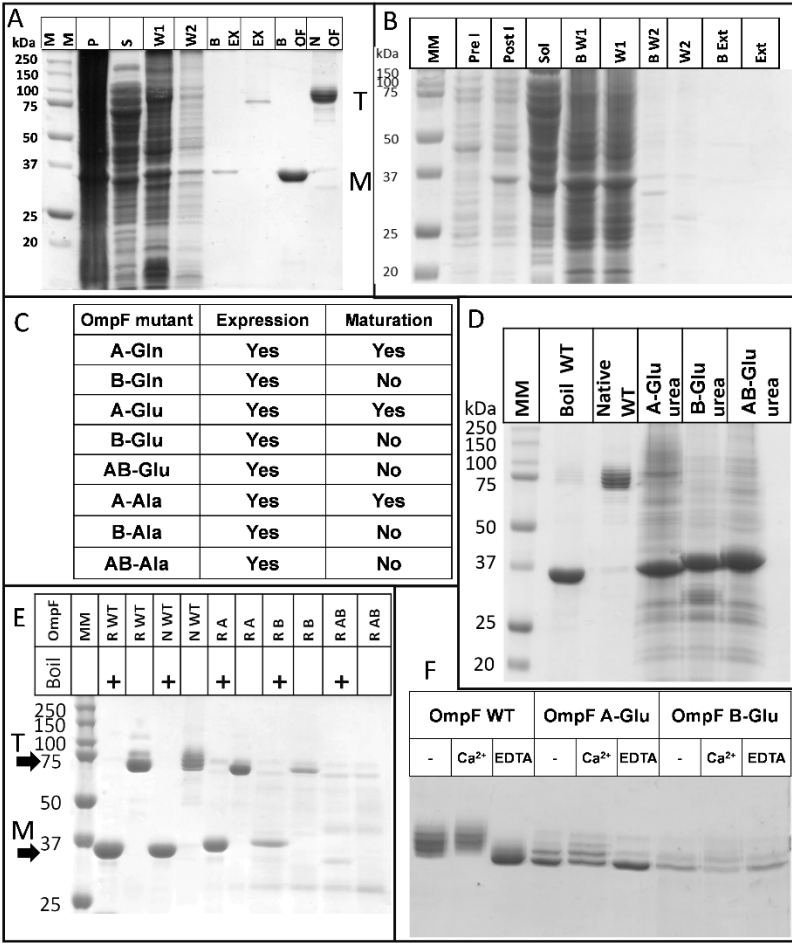 A
kDa
M M
P
S
W1
W2
B EX
EX
B OF
N OF
250
150
100
75
50
37
25
20
T
M
B
MM
Pre I
Post I
Sol
B W1
W1
B W2
W2
B Ext
Ext
kDa
150
100
75
50
37
25
20
C
OmpF mutant Expression Maturation
A-Gln Yes Yes
B-Gln Yes No
A-Glu Yes Yes
B-Glu Yes No
AB-Glu Yes No
A-Ala Yes Yes
B-Ala Yes No
AB-Ala Yes No
D
MM
Boil WT
Native WT
A-Glu urea
B-Glu urea
AB-Glu urea
kDa
250
150
100
75
50
37
25
20
E
OmpF
MM
R WT
R WT
N WT
N WT
R A
R A
R B
R B
R AB
R AB
Boil
+ + + + +
250
150
100
T
75
50
M
37
25
F
OmpF WT OmpF A-Glu OmpF B-Glu
- Ca²⁺ EDTA - Ca²⁺ EDTA - Ca²⁺ EDTA